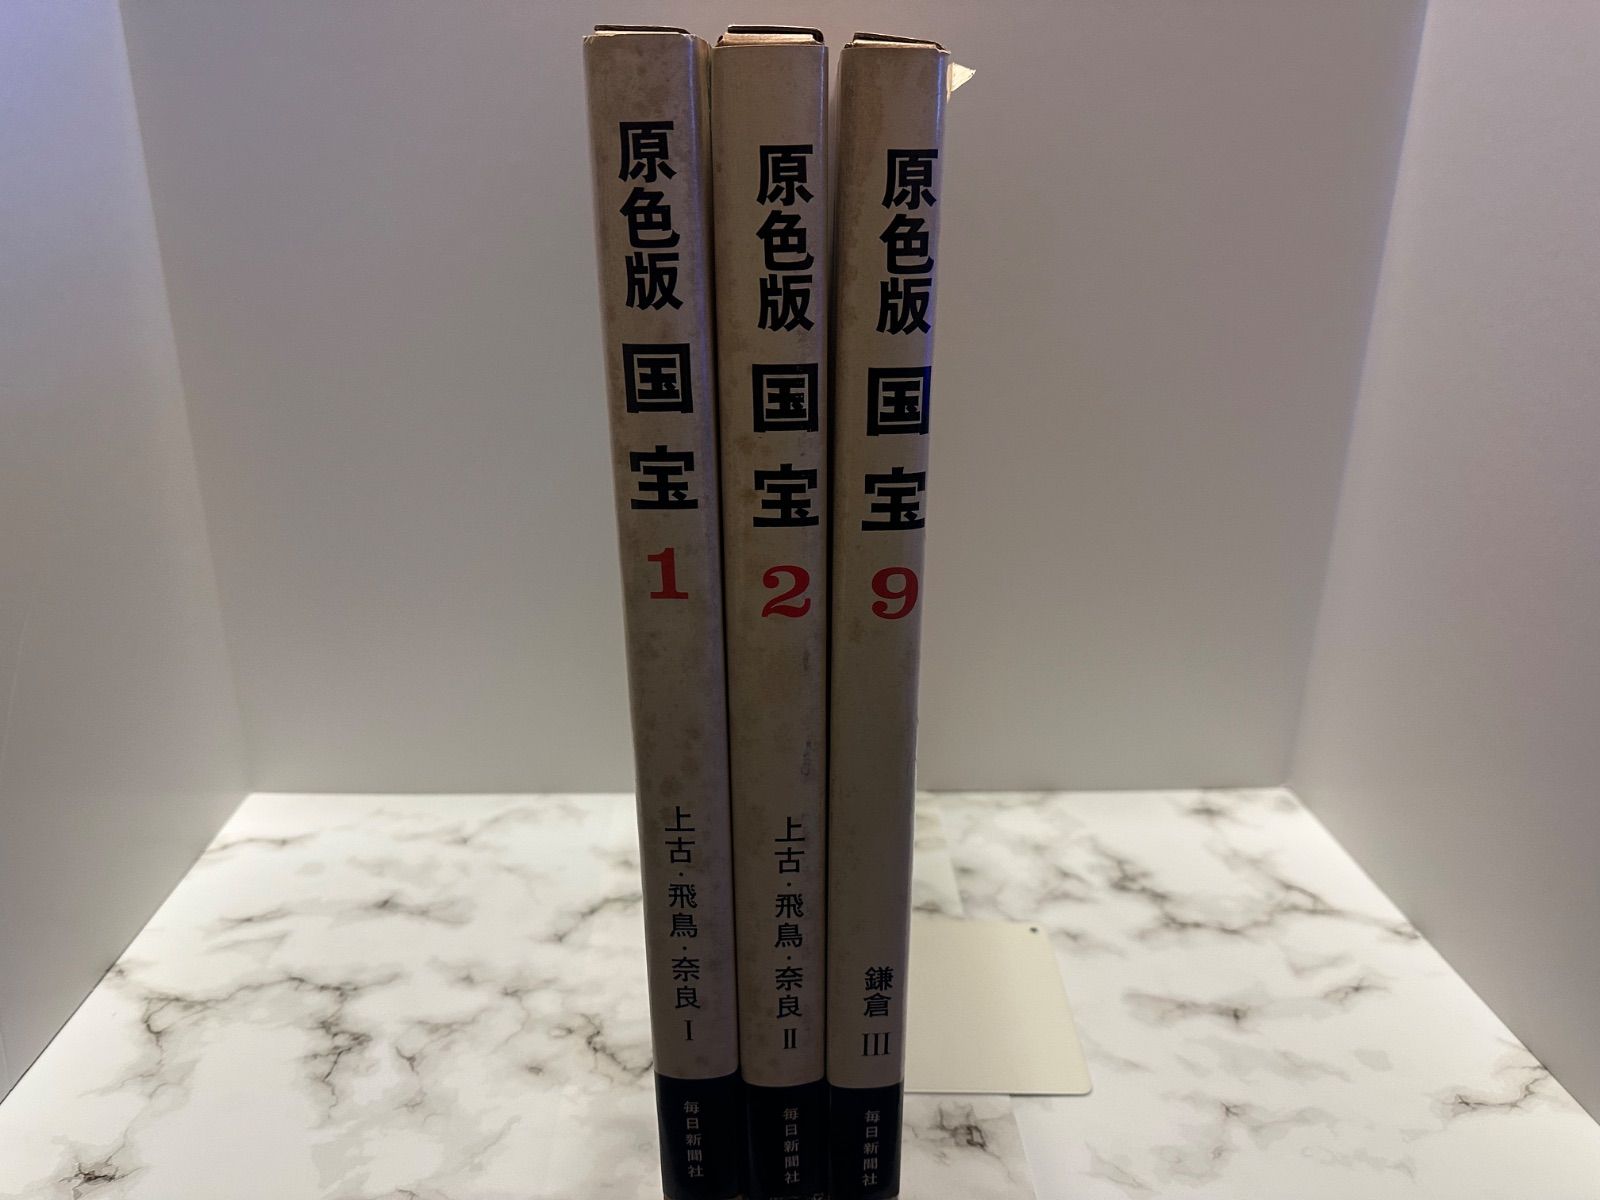 原色版 国宝 1 上古・飛鳥・奈良 I 毎日新聞社
原色版 国宝 2 上古・飛鳥・奈良 II 毎日新聞社
原色版 国宝 9 鎌倉 III 毎日新聞社